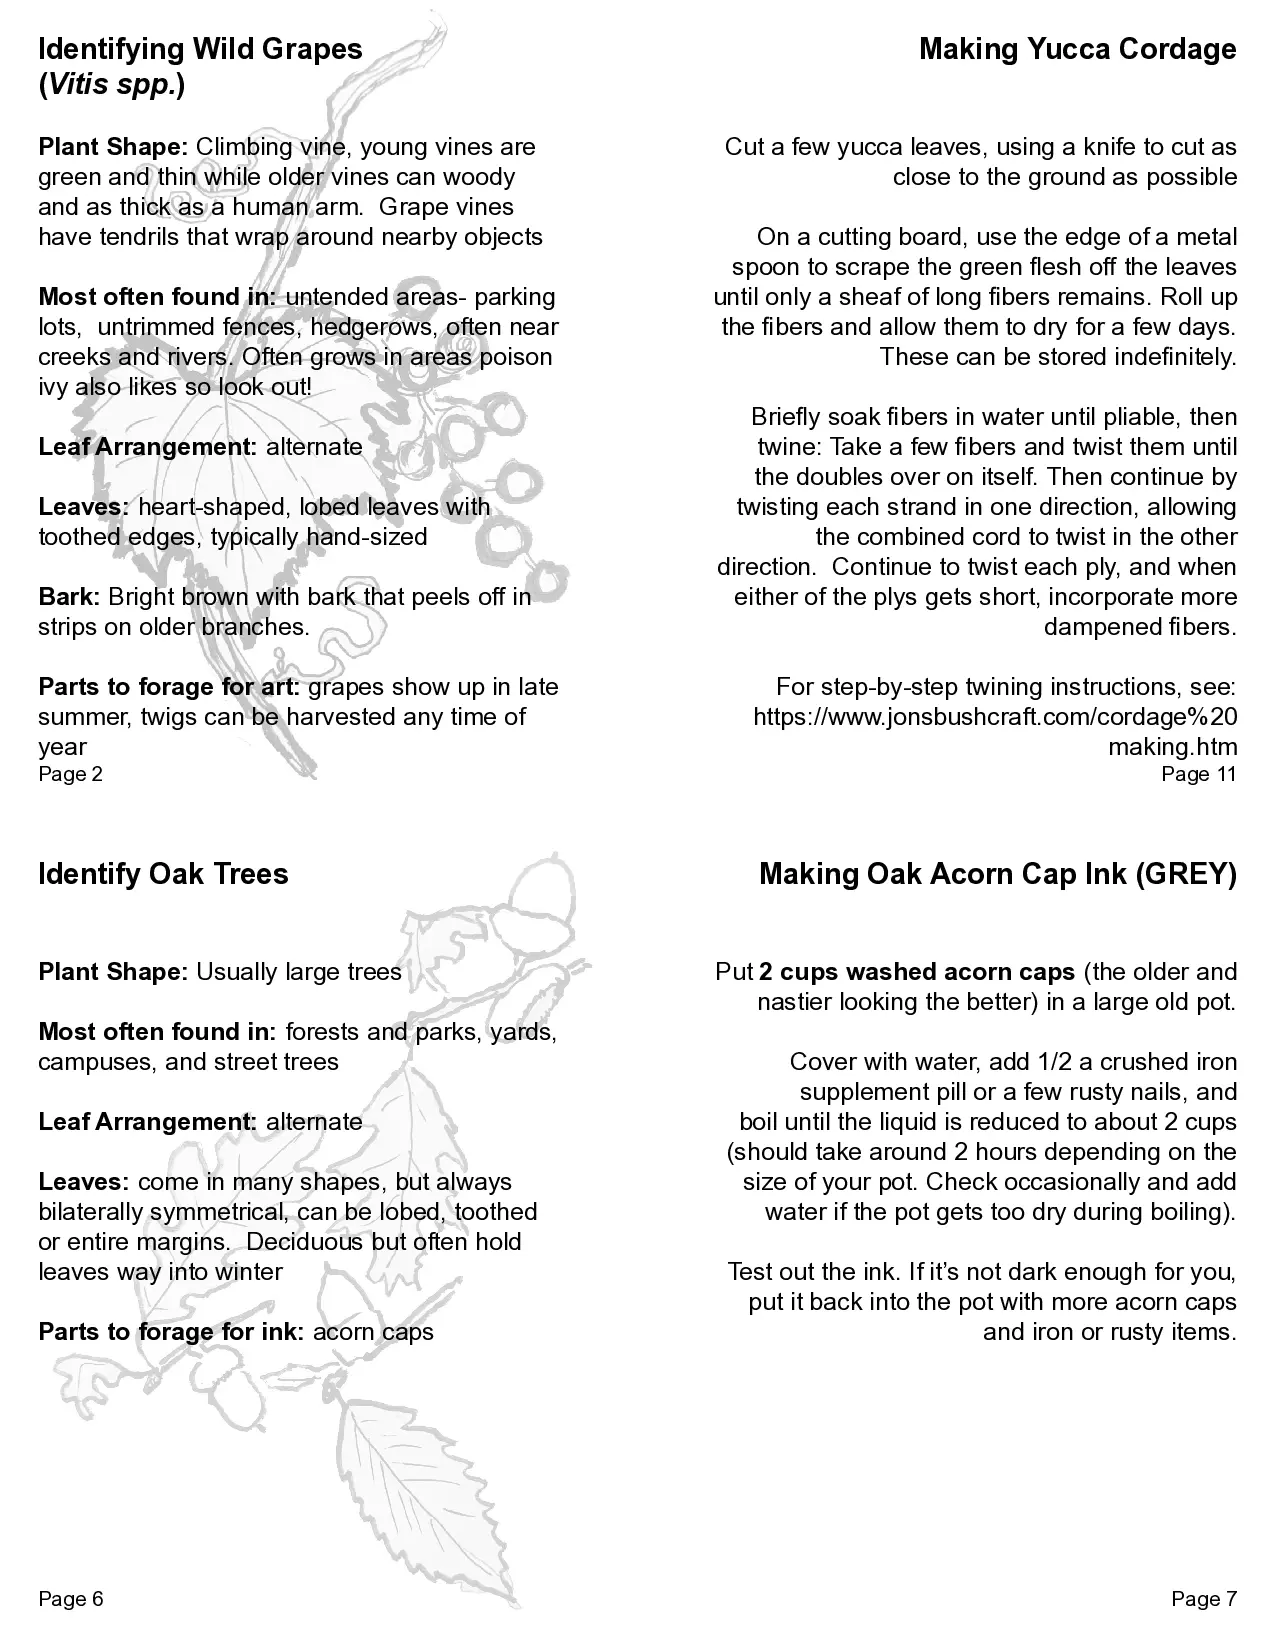 Identifying Wild Grapes
(Vitis spp.)
Plant Shape: Climbing vine, young vines are
green and thin while older vines can woody
and as thick as a human arm.  Grape vines
have tendrils that wrap around nearby objects
Most often found in: untended areas- parking
lots,  untrimmed fences, hedgerows, often near
creeks and rivers. Often grows in areas poison
ivy also likes so look out!
Leaf Arrangement: alternate
Leaves: heart-shaped, lobed leaves with
toothed edges, typically hand-sized
Bark: Bright brown with bark that peels off in
strips on older branches.
Parts to forage for art: grapes show up in late
summer, twigs can be harvested any time of
year
Page 2
Making Yucca Cordage
Cut a few yucca leaves, using a knife to cut as
close to the ground as possible
On a cutting board, use the edge of a metal
spoon to scrape the green flesh off the leaves
until only a sheaf of long fibers remains. Roll up
the fibers and allow them to dry for a few days.
These can be stored indefinitely.
Briefly soak fibers in water until pliable, then
twine: Take a few fibers and twist them until
the doubles over on itself. Then continue by
twisting each strand in one direction, allowing
the combined cord to twist in the other
direction.  Continue to twist each ply, and when
either of the plys gets short, incorporate more
dampened fibers.
For step-by-step twining instructions, see:
https://www.jonsbushcraft.com/cordage%20
making.htm
Page 11
Identify Oak Trees
Plant Shape: Usually large trees
Most often found in: forests and parks, yards,
campuses, and street trees
Leaf Arrangement: alternate
Leaves: come in many shapes, but always
bilaterally symmetrical, can be lobed, toothed
or entire margins.  Deciduous but often hold
leaves way into winter
Parts to forage for ink: acorn caps
Page 6
Making Oak Acorn Cap Ink (GREY)
Put 2 cups washed acorn caps (the older and
nastier looking the better) in a large old pot.
Cover with water, add 1/2 a crushed iron
supplement pill or a few rusty nails, and
boil until the liquid is reduced to about 2 cups
(should take around 2 hours depending on the
size of your pot. Check occasionally and add
water if the pot gets too dry during boiling).
Test out the ink. If it’s not dark enough for you,
put it back into the pot with more acorn caps
and iron or rusty items.
Page 7